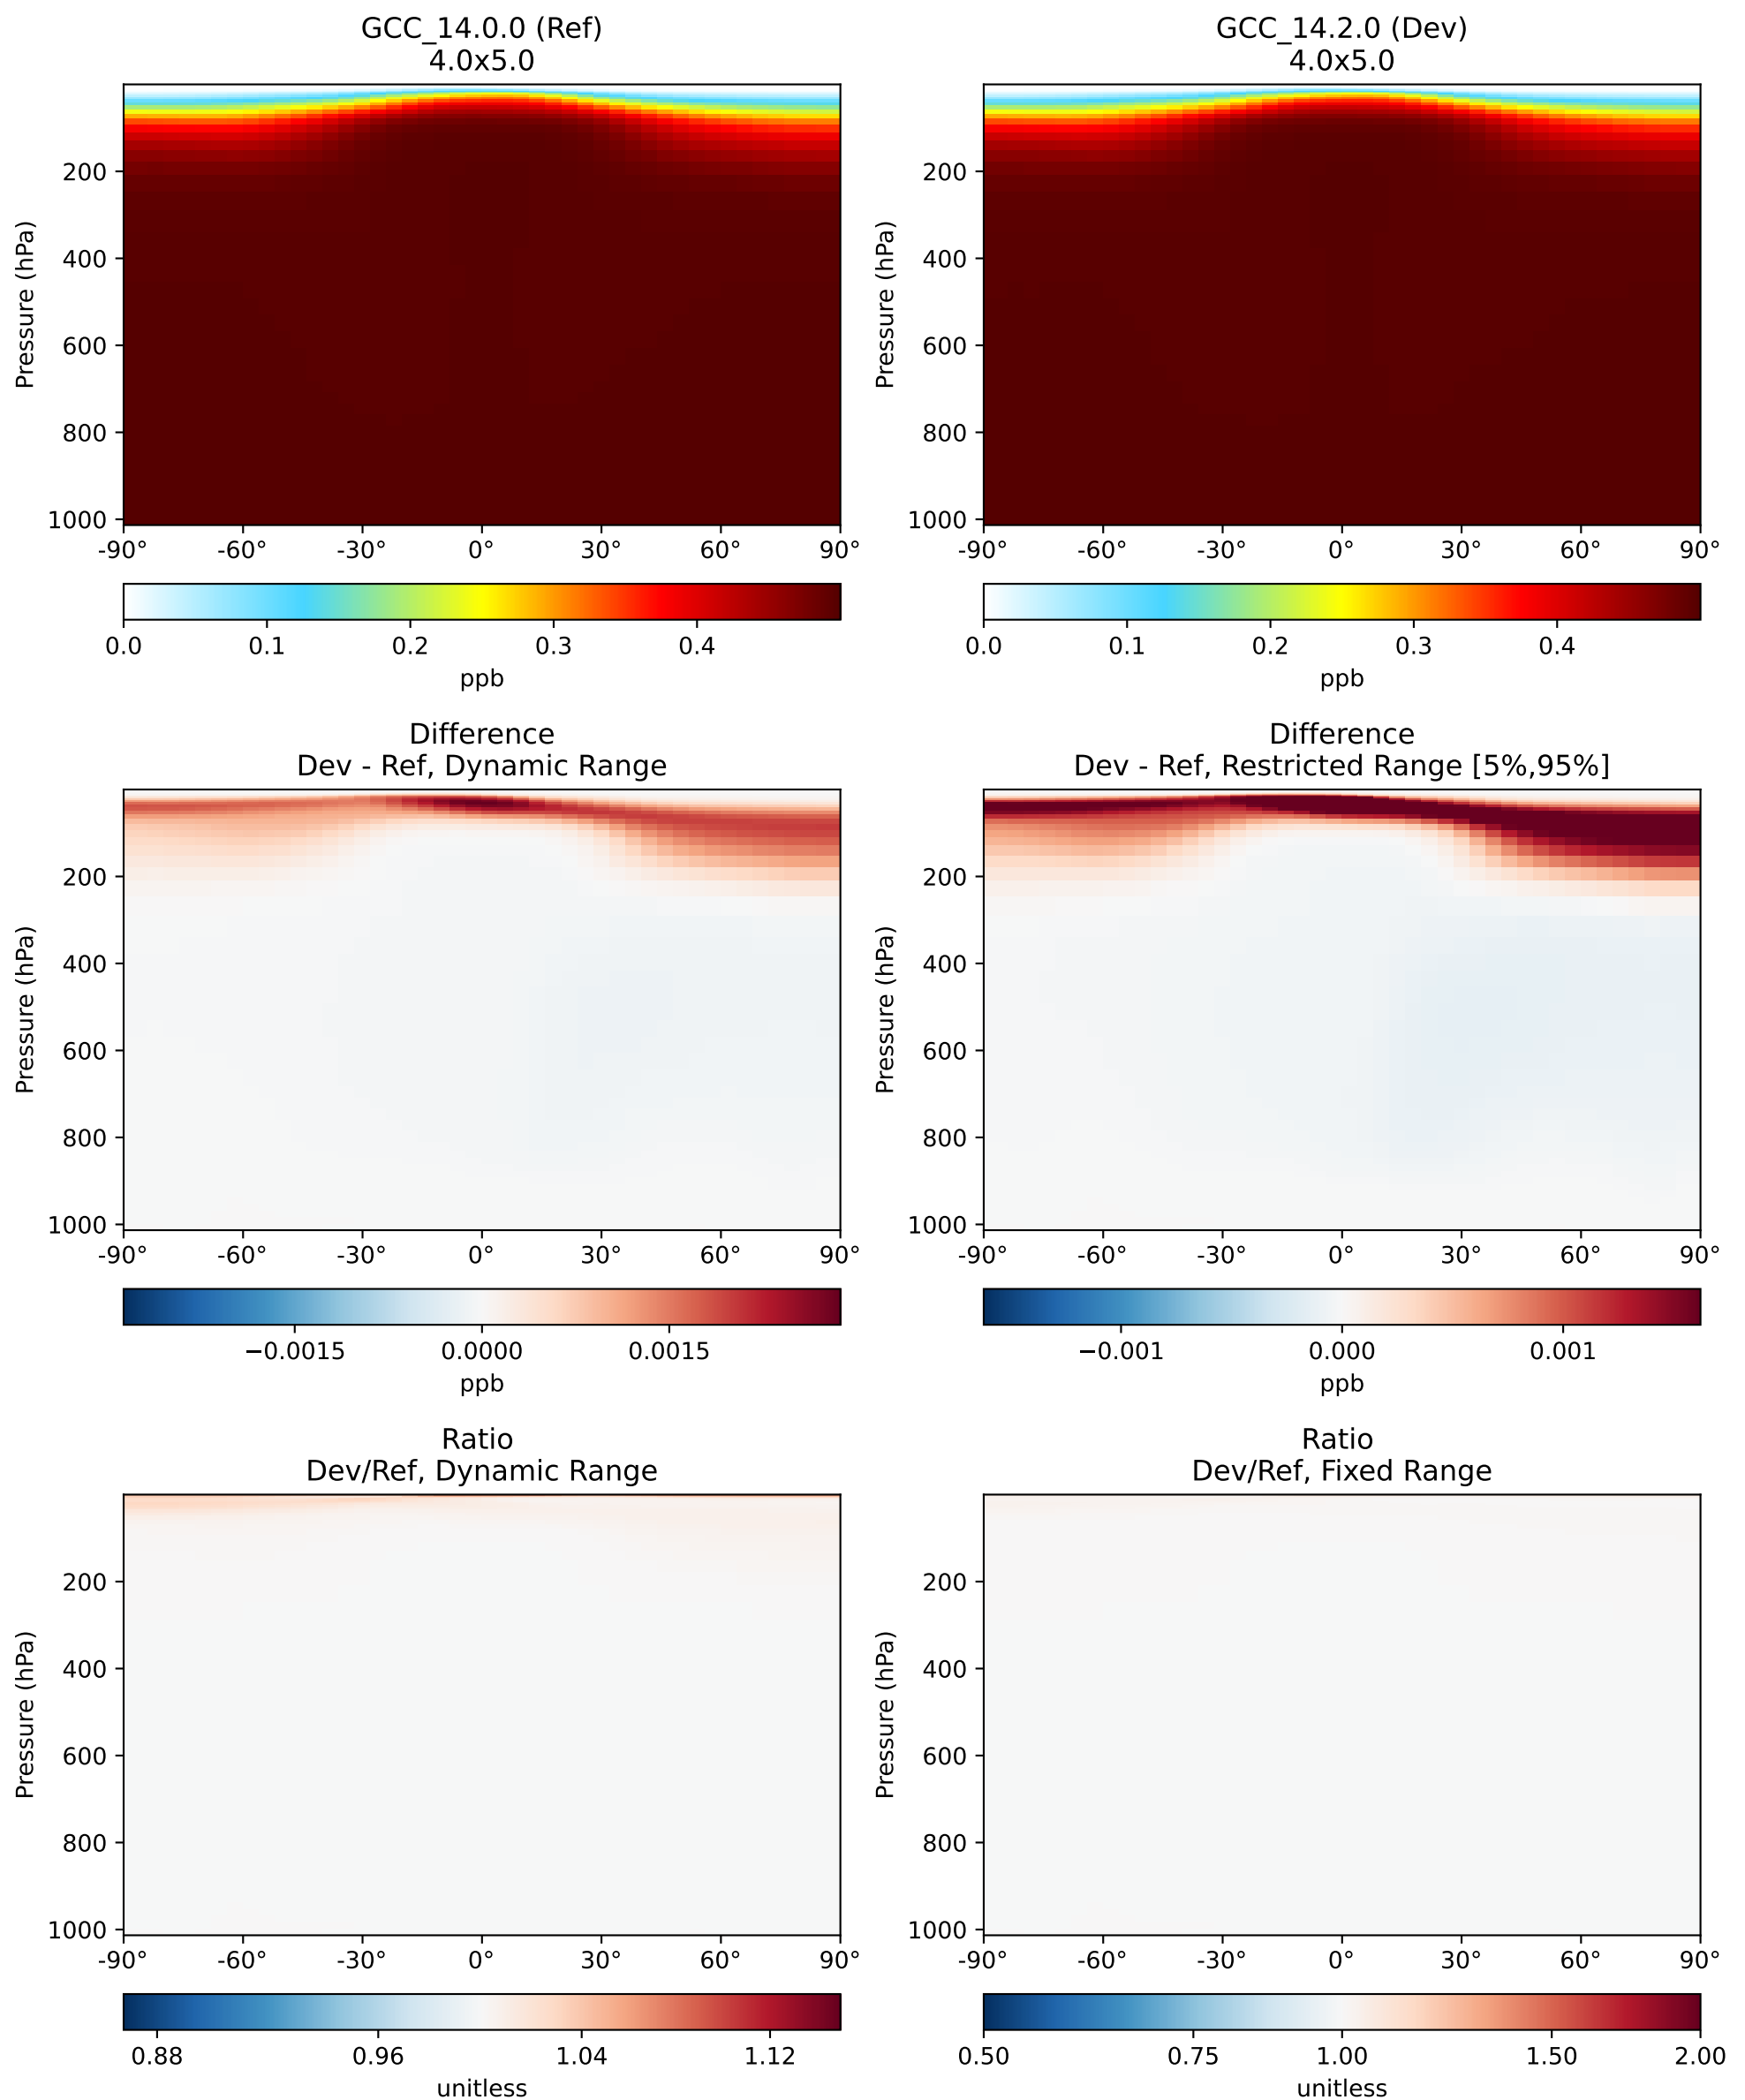 GCC_14.0.0 (Ref)
4.0x5.0
Pressure (hPa)
200
400
600
800
1000
-90° -60° -30° 0° 30° 60° 90°
0.0 0.1 0.2 0.3 0.4
ppb
GCC_14.2.0 (Dev)
4.0x5.0
Pressure (hPa)
200
400
600
800
1000
-90° -60° -30° 0° 30° 60° 90°
0.0 0.1 0.2 0.3 0.4
ppb
Difference
Dev - Ref, Dynamic Range
Pressure (hPa)
200
400
600
800
1000
-90° -60° -30° 0° 30° 60° 90°
−0.0015 0.0000 0.0015
ppb
Difference
Dev - Ref, Restricted Range [5%,95%]
Pressure (hPa)
200
400
600
800
1000
-90° -60° -30° 0° 30° 60° 90°
−0.001 0.000 0.001
ppb
Ratio
Dev/Ref, Dynamic Range
Pressure (hPa)
200
400
600
800
1000
-90° -60° -30° 0° 30° 60° 90°
0.88 0.96 1.04 1.12
unitless
Ratio
Dev/Ref, Fixed Range
Pressure (hPa)
200
400
600
800
1000
-90° -60° -30° 0° 30° 60° 90°
0.50 0.75 1.00 1.50 2.00
unitless